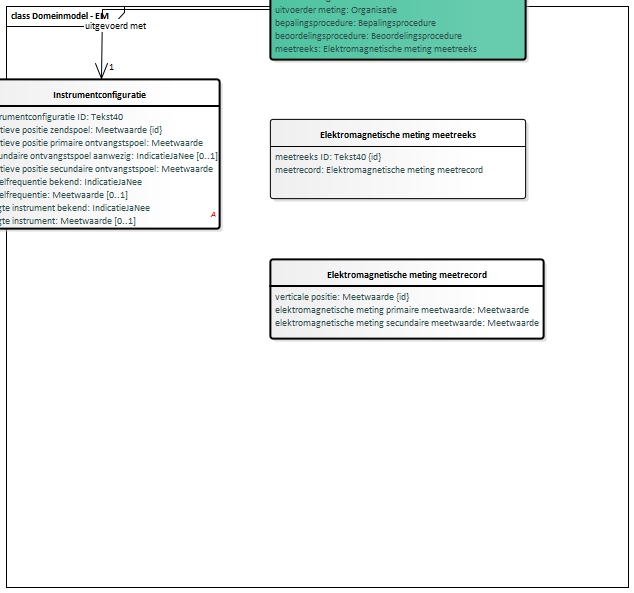 class Domeinmodel - EM
uitgevoerd met
1
uitvoerder meting: Organisatie
bepalingsprocedure: Bepalingsprocedure
beoordelingsprocedure: Beoordelingsprocedure
meetreeks: Elektromagnetische meting meetreeks
Instrumentconfiguratie
rumentconfiguratie ID: Tekst40
tieve positie zendspoel: Meetwaarde {id}
tieve positie primaire ontvangstspoel: Meetwaarde
undaire ontvangstspoel aanwezig: IndicatieJaNee [0..1]
tieve positie secundaire ontvangstspoel: Meetwaarde
elfrequentie bekend: IndicatieJaNee
elfrequentie: Meetwaarde [0..1]
gte instrument bekend: IndicatieJaNee
gte instrument: Meetwaarde [0..1]
A
Elektromagnetische meting meetreeks
meetreeks ID: Tekst40 {id}
meetrecord: Elektromagnetische meting meetrecord
Elektromagnetische meting meetrecord
verticale positie: Meetwaarde {id}
elektromagnetische meting primaire meetwaarde: Meetwaarde
elektromagnetische meting secundaire meetwaarde: Meetwaarde